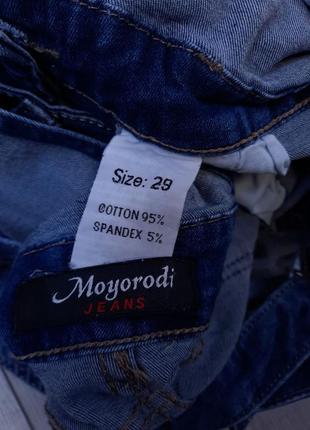 Size: 29
COTTON 95%
SPANDEX 5%
Moyorodi
JEANS